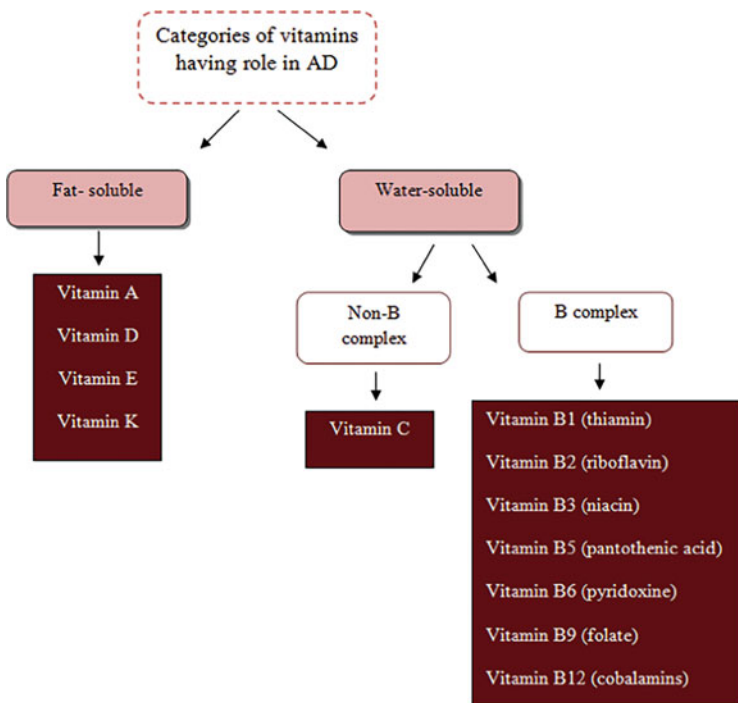 Categories of vitamins
having role in AD
Fat- soluble
Water-soluble
Vitamin A
Vitamin D
Vitamin E
Vitamin K
Non-B
complex
B complex
Vitamin C
Vitamin B1 (thiamin)
Vitamin B2 (riboflavin)
Vitamin B3 (niacin)
Vitamin B5 (pantothenic acid)
Vitamin B6 (pyridoxine)
Vitamin B9 (folate)
Vitamin B12 (cobalamins)